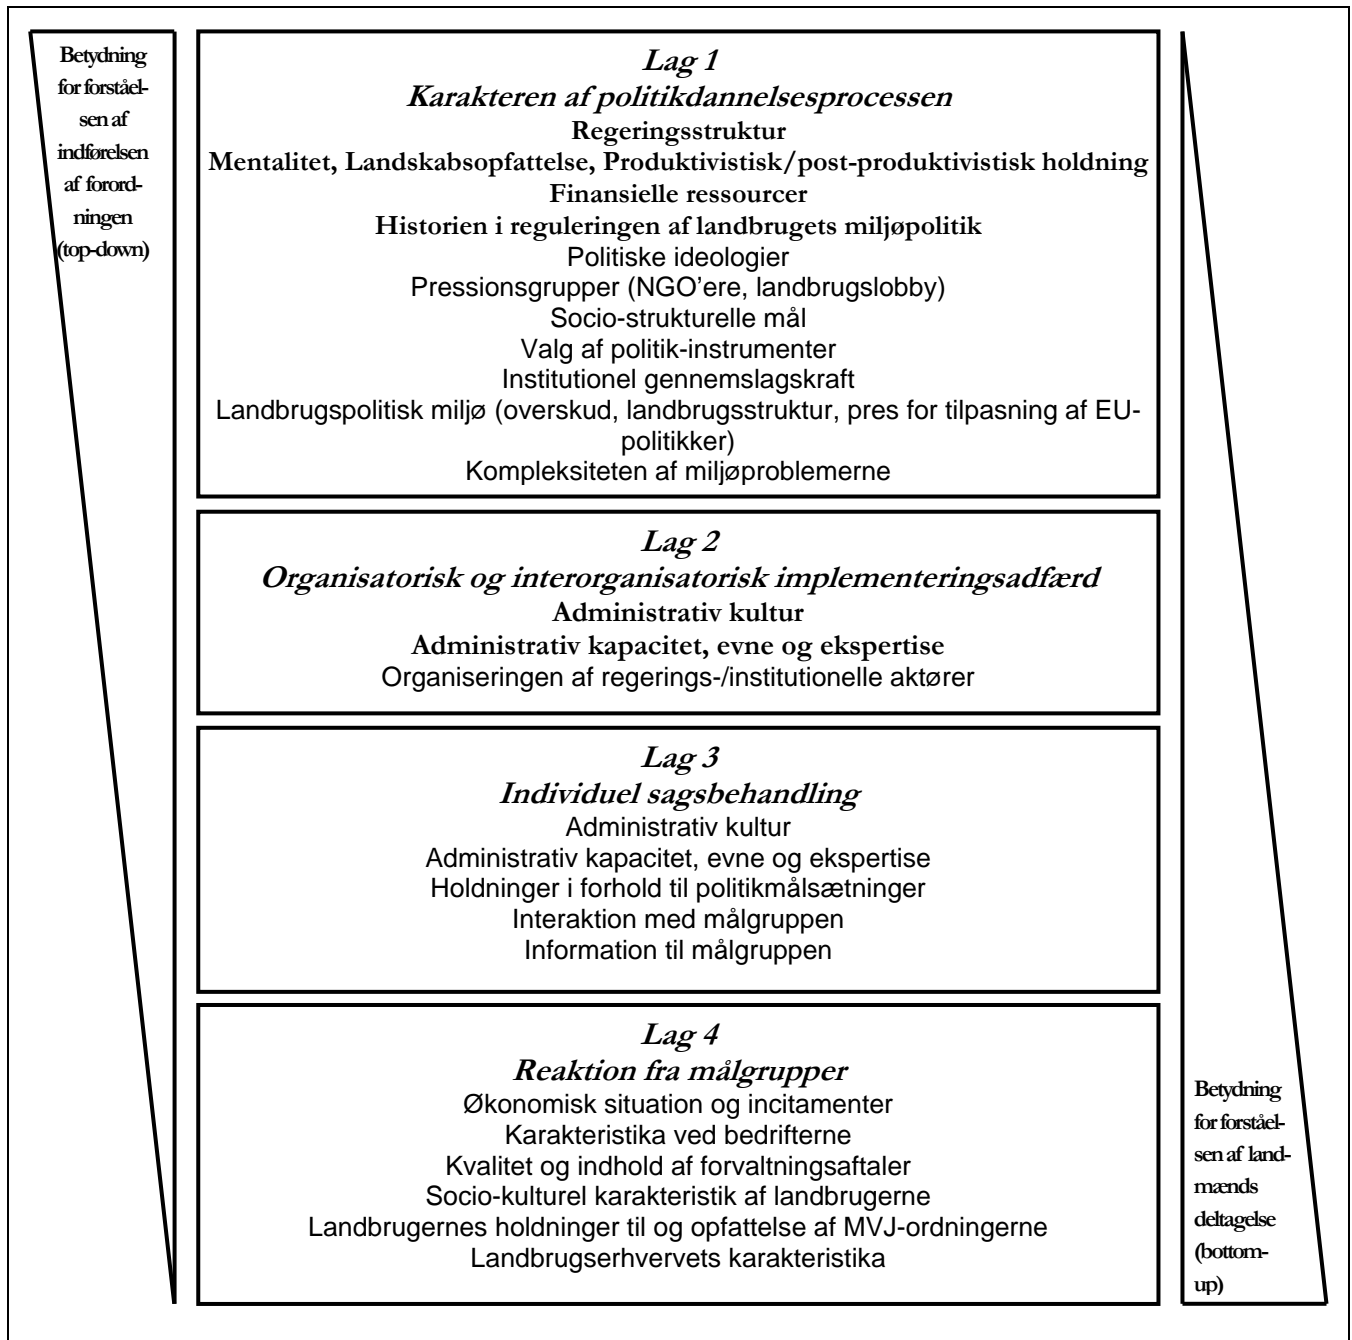 Betydning
for forståel-
sen af
indførelsen
af forord-
ningen
(top-down)
Lag 1
Karakteren af politikdannelsesprocessen
Regeringsstruktur
Mentalitet, Landskabsopfattelse, Produktivistisk/post-produktivistisk holdning
Finansielle ressourcer
Historien i reguleringen af landbrugets miljøpolitik
Politiske ideologier
Pressionsgrupper (NGO’ere, landbrugslobby)
Socio-strukturelle mål
Valg af politik-instrumenter
Institutionel gennemslagskraft
Landbrugspolitisk miljø (overskud, landbrugsstruktur, pres for tilpasning af EU-
politikker)
Kompleksiteten af miljøproblemerne
Lag 2
Organisatorisk og interorganisatorisk implementeringsadfærd
Administrativ kultur
Administrativ kapacitet, evne og ekspertise
Organiseringen af regerings-/institutionelle aktører
Lag 3
Individuel sagsbehandling
Administrativ kultur
Administrativ kapacitet, evne og ekspertise
Holdninger i forhold til politikmålsætninger
Interaktion med målgruppen
Information til målgruppen
Lag 4
Reaktion fra målgrupper
Økonomisk situation og incitamenter
Karakteristika ved bedrifterne
Kvalitet og indhold af forvaltningsaftaler
Socio-kulturel karakteristik af landbrugerne
Landbrugernes holdninger til og opfattelse af MVJ-ordningerne
Landbrugserhvervets karakteristika
Betydning
for forståel-
sen af land-
mænds
deltagelse
(bottom-
up)